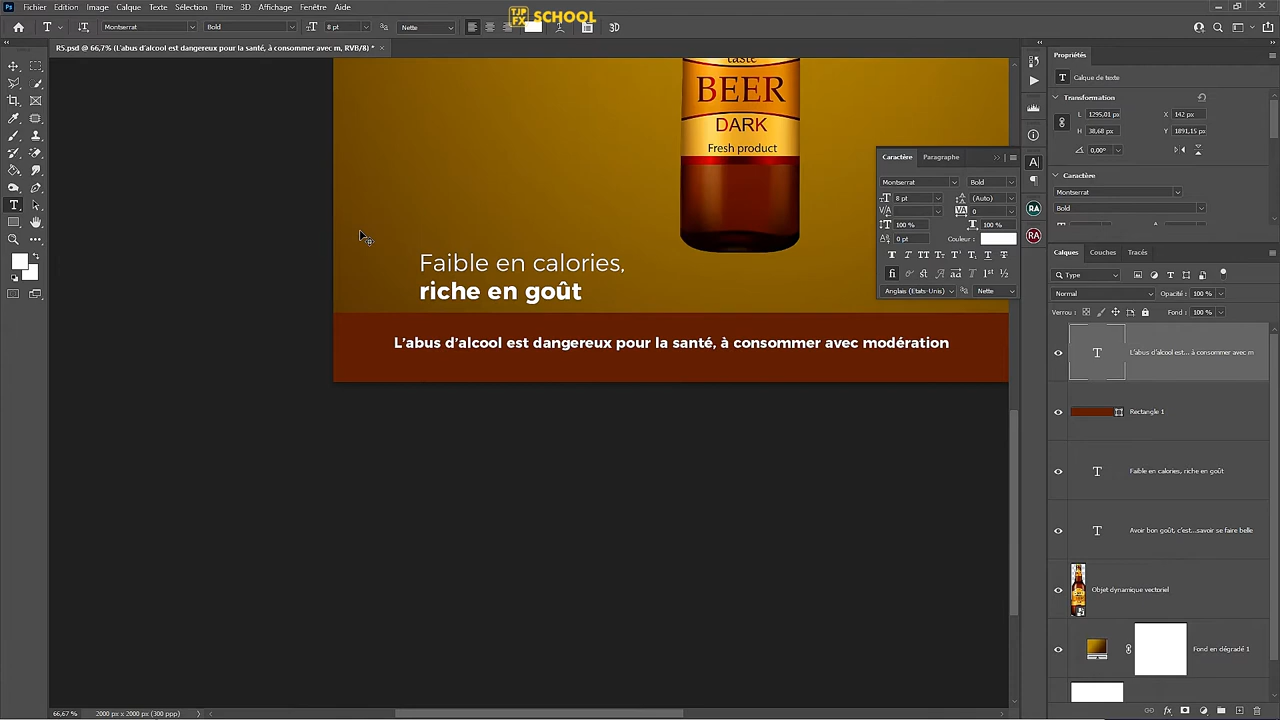 Fichier Edition Image Calque Texte Sélection Filtre 3D Affichage Fenêtre Aide
TJP FX SCHOOL
T Montserrat Bold 8 pt Nette 3D
R5.psd @ 66,7% (L'abus d'alcool est dangereux pour la santé, à consommer avec m, RVB/8) *
taste
BEER
DARK
Fresh product
Faible en calories,
riche en goût
L'abus d'alcool est dangereux pour la santé, à consommer avec modération
Caractère Paragraphe
Montserrat Bold
8 pt (Auto)
0
100 % 100 %
0 pt Couleur :
Anglais (Etats-Unis) Nette
Propriétés
Calque de texte
Transformation
L 1295,01 px X 142 px
H 38,68 px Y 1891,15 px
0,00°
Caractère
Montserrat
Bold
RA
RA
Calques Couches Tracés
Type
Normal Opacité : 100 %
Verrou : Fond : 100 %
L'abus d'alcool est... à consommer avec m
Rectangle 1
Faible en calories, riche en goût
Avoir bon goût, c'est...savoir se faire belle
Objet dynamique vectoriel
Fond en dégradé 1
66,67 % 2000 px x 2000 px (300 ppp)